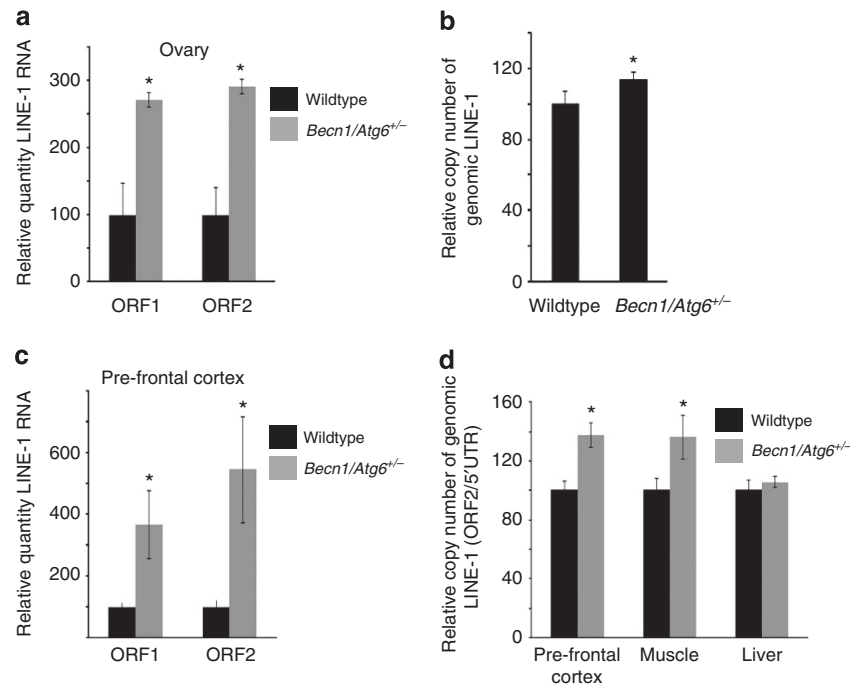 a
Ovary
Relative quantity LINE-1 RNA
300
200
100
0
*
*
ORF1
ORF2
Wildtype
Becn1/Atg6+/–
b
Relative copy number of
genomic LINE-1
120
80
40
0
*
Wildtype
Becn1/Atg6+/–
c
Pre-frontal cortex
Relative quantity LINE-1 RNA
600
400
200
*
*
ORF1
ORF2
Wildtype
Becn1/Atg6+/–
d
Relative copy number of genomic
LINE-1 (ORF2/5′UTR)
160
120
80
40
0
*
*
Wildtype
Becn1/Atg6+/–
Pre-frontal
cortex
Muscle
Liver